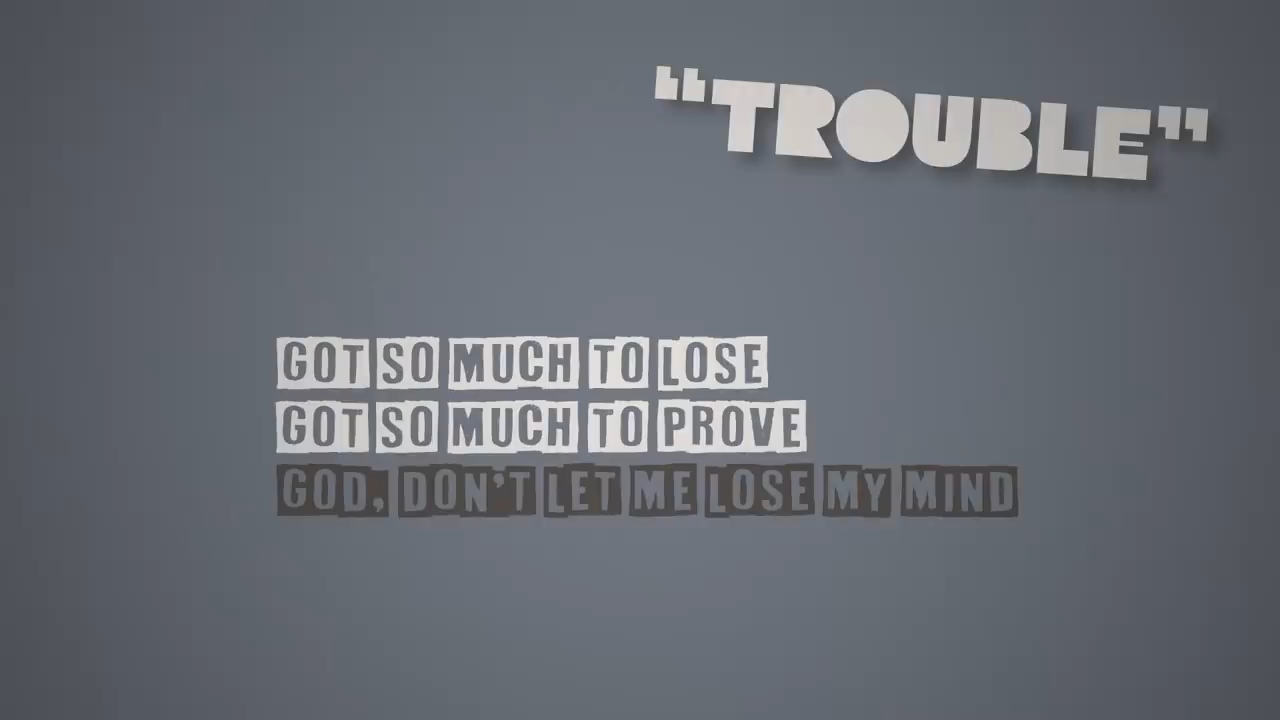 "TROUBLE"
GOT SO MUCH TO LOSE
GOT SO MUCH TO PROVE
GOD, DON'T LET ME LOSE MY MIND